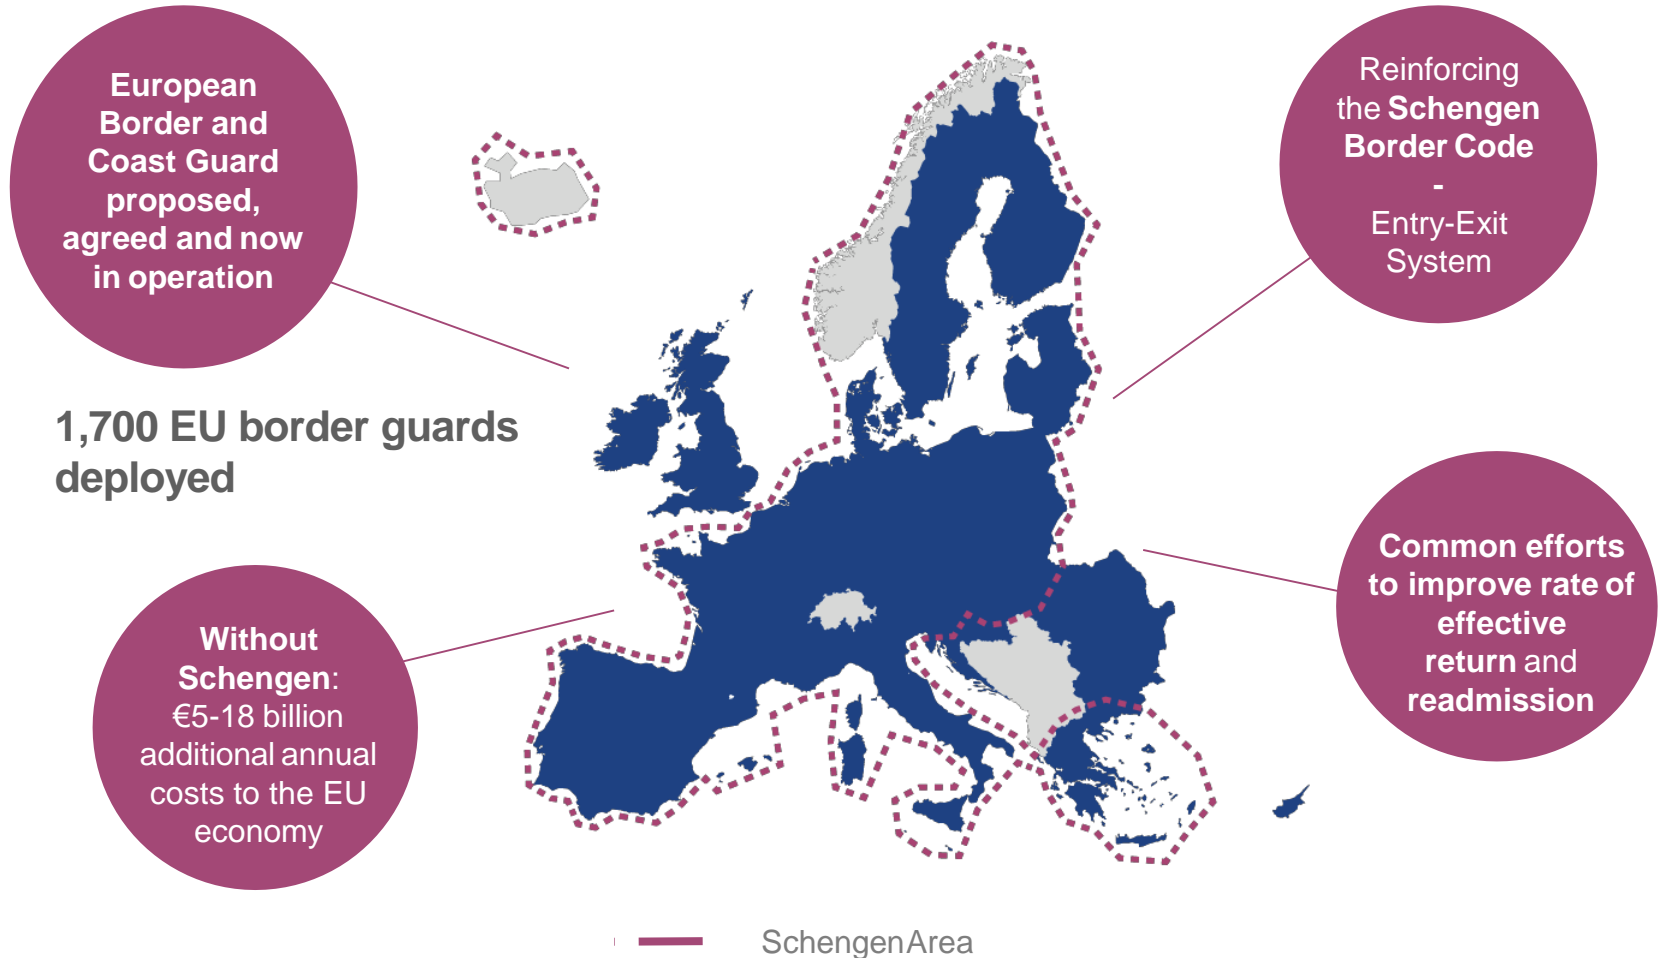 European
Border and
Coast Guard
proposed,
agreed and now
in operation
Reinforcing
the Schengen
Border Code
-
Entry-Exit
System
1,700 EU border guards
deployed
Common efforts
to improve rate of
effective
return and
readmission
Without
Schengen:
€5-18 billion
additional annual
costs to the EU
economy
Schengen Area